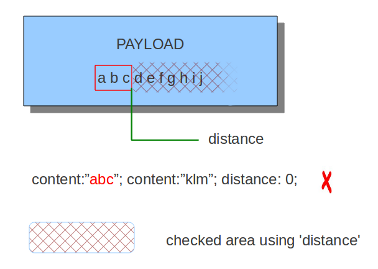 PAYLOAD
a b c d e f g h i j
distance
content:”abc”; content:”klm”; distance: 0; ✗
checked area using 'distance'